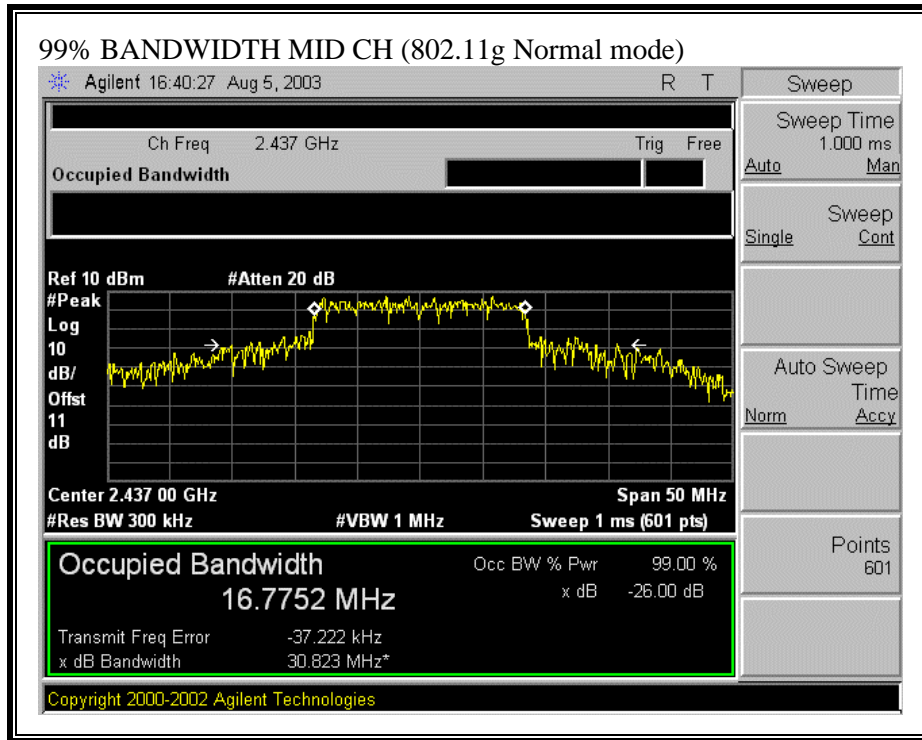 99% BANDWIDTH MID CH (802.11g Normal mode)
Agilent 16:40:27 Aug 5, 2003 R T
Sweep
Ch Freq 2.437 GHz Trig Free
Occupied Bandwidth
Sweep Time
1.000 ms
Auto Man
Sweep
Single Cont
Ref 10 dBm #Atten 20 dB
#Peak
Log
10
dB/
Offst
11
dB
Auto Sweep
Time
Norm Accy
Center 2.437 00 GHz Span 50 MHz
#Res BW 300 kHz #VBW 1 MHz Sweep 1 ms (601 pts)
Points
601
Occupied Bandwidth Occ BW % Pwr 99.00 %
16.7752 MHz x dB -26.00 dB
Transmit Freq Error -37.222 kHz
x dB Bandwidth 30.823 MHz*
Copyright 2000-2002 Agilent Technologies